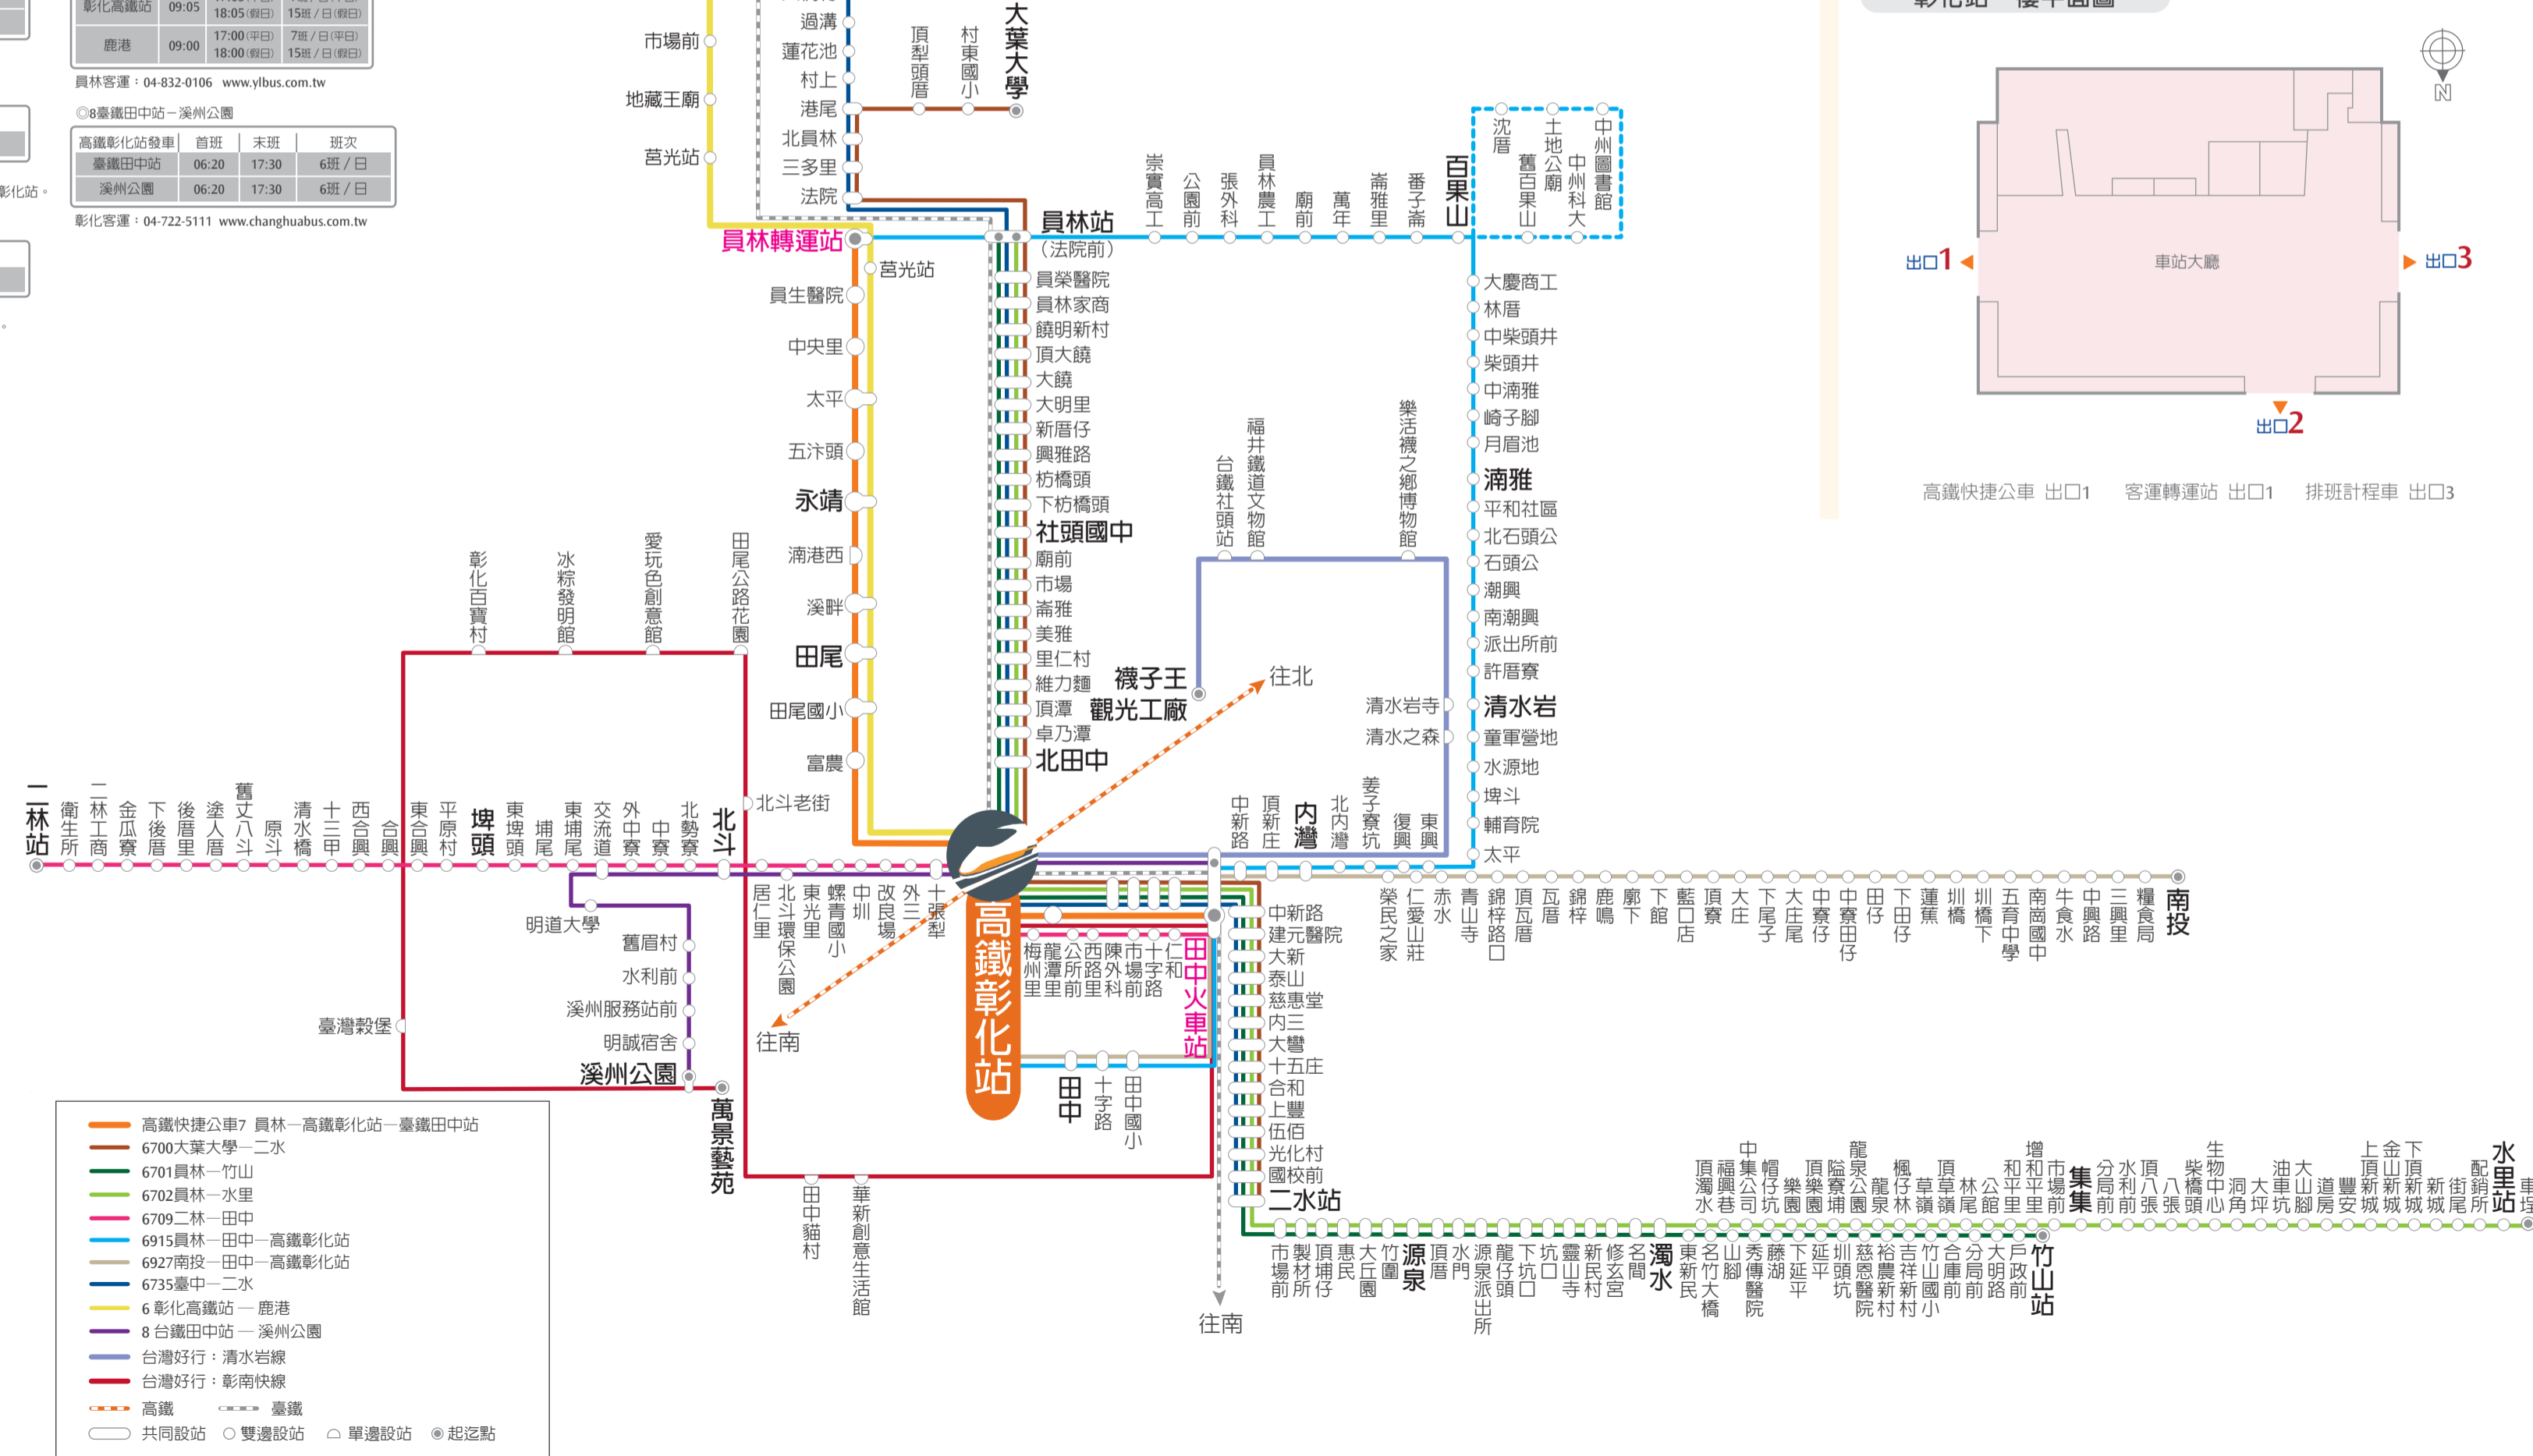 彰化高鐵站 09:05
18:05(假日) 15班/日(假日)
鹿港 09:00 17:00(平日) 7班/日(平日)
18:00(假日) 15班/日(假日)
員林客運：04-832-0106 www.ylbus.com.tw
◎8臺鐵田中站－溪州公園
高鐵彰化站發車 首班 末班 班次
臺鐵田中站 06:20 17:30 6班/日
溪州公園 06:20 17:30 6班/日
彰化站。
彰化客運：04-722-5111 www.changhuabus.com.tw
市場前
地藏王廟
莒光站
過溝
蓮花池
村上
港尾
北員林
三多里
法院
頂犁頭厝
村東國小
大葉大學
員林轉運站
莒光站
員生醫院
中央里
太平
五汴頭
永靖
湳港西
溪畔
田尾
田尾國小
富農
員林站
（法院前）
員榮醫院
員林家商
饒明新村
頂大饒
大饒
大明里
新厝仔
興雅路
枋橋頭
下枋橋頭
社頭國中
廟前
市場
崙雅
美雅
里仁村
維力麵
頂潭
卓乃潭
北田中
崇實高工
公園前
張外科
員林農工
廟前
萬年
崙雅里
番子崙
百果山
沈厝
舊百果山
土地公廟
中州科大
中州圖書館
大慶商工
林厝
中柴頭井
柴頭井
中湳雅
崎子腳
月眉池
湳雅
平和社區
北石頭公
石頭公
潮興
南潮興
派出所前
許厝寮
清水岩
童軍營地
水源地
埤斗
輔育院
太平
台鐵社頭站
福井鐵道文物館
樂活襪之鄉博物館
襪子王
觀光工廠
往北
清水岩寺
清水之森
彰化百寶村
冰粽發明館
愛玩色創意館
田尾公路花園
北斗老街
二林站
衛生所
二林工商
金瓜寮
下後厝
後厝里
塗人厝
舊丈八斗
原斗
清水橋
十三甲
西合興
合興
東合興
平原村
埤頭
東埤頭
埔尾
東埔尾
交流道
外中寮
中寮
北勢寮
北斗
居仁里
北斗環保公園
東光里
螺青國小
中圳
改良場
外三
十張犁
明道大學
舊眉村
水利前
溪州服務站前
明誠宿舍
溪州公園
臺灣穀堡
萬景藝苑
往南
高鐵彰化站
梅州里
龍潭里
公所前
西路里
陳外科
市場前
十字路
仁和
田中火車站
田中
十字路
田中國小
田中貓村
華新創意生活館
往南
中新路
頂新庄
內灣
北內灣
姜子寮坑
復興
東興
榮民之家
仁愛山莊
赤水
青山寺
錦梓路口
頂瓦厝
瓦厝
錦梓
鹿鳴
廓下
下館
藍口店
頂寮
大庄
下尾子
大庄尾
中寮仔
中寮田仔
田仔
下田仔
蓮蕉
圳橋
圳橋下
五育中學
南崗國中
牛食水
中興路
三興里
糧食局
南投
中新路
建元醫院
大新
泰山
慈惠堂
內三
大彎
十五庄
合和
上豐
伍佰
光化村
國校前
二水站
市場前
製材所
頂埔仔
惠民
大丘園
竹圍
源泉
頂厝
水門
源泉派出所
龍仔頭
下坑口
坑口
靈山寺
新民村
修玄宮
名間
濁水
頂濁水
福興巷
中集公司
帽仔坑
樂園
頂樂園
隘寮埔
龍泉公園
龍泉
楓仔林
草嶺
頂草嶺
林尾
公館
和平里
增和平里
市場前
集集
分局前
水利前
頂八張
八張
柴橋頭
生物中心
洞角
大坪
油車坑
大山腳
道房
豐安
上頂新城
金山新城
下頂新城
新城
街尾
配銷所
水里站
車埕
東新民
名竹大橋
山腳
秀傳醫院
藤湖
下延平
延平
圳頭坑
慈恩醫院
裕農新村
吉祥新村
竹山國小
合庫前
分局前
大明路
戶政前
竹山站
高鐵快捷公車7 員林—高鐵彰化站—臺鐵田中站
6700大葉大學—二水
6701員林—竹山
6702員林—水里
6709二林—田中
6915員林—田中—高鐵彰化站
6927南投—田中—高鐵彰化站
6735臺中—二水
6 彰化高鐵站 — 鹿港
8 台鐵田中站 — 溪州公園
台灣好行：清水岩線
台灣好行：彰南快線
高鐵 臺鐵
共同設站 雙邊設站 單邊設站 起迄點
N
車站大廳
出口1
出口3
出口2
高鐵快捷公車 出口1 客運轉運站 出口1 排班計程車 出口3